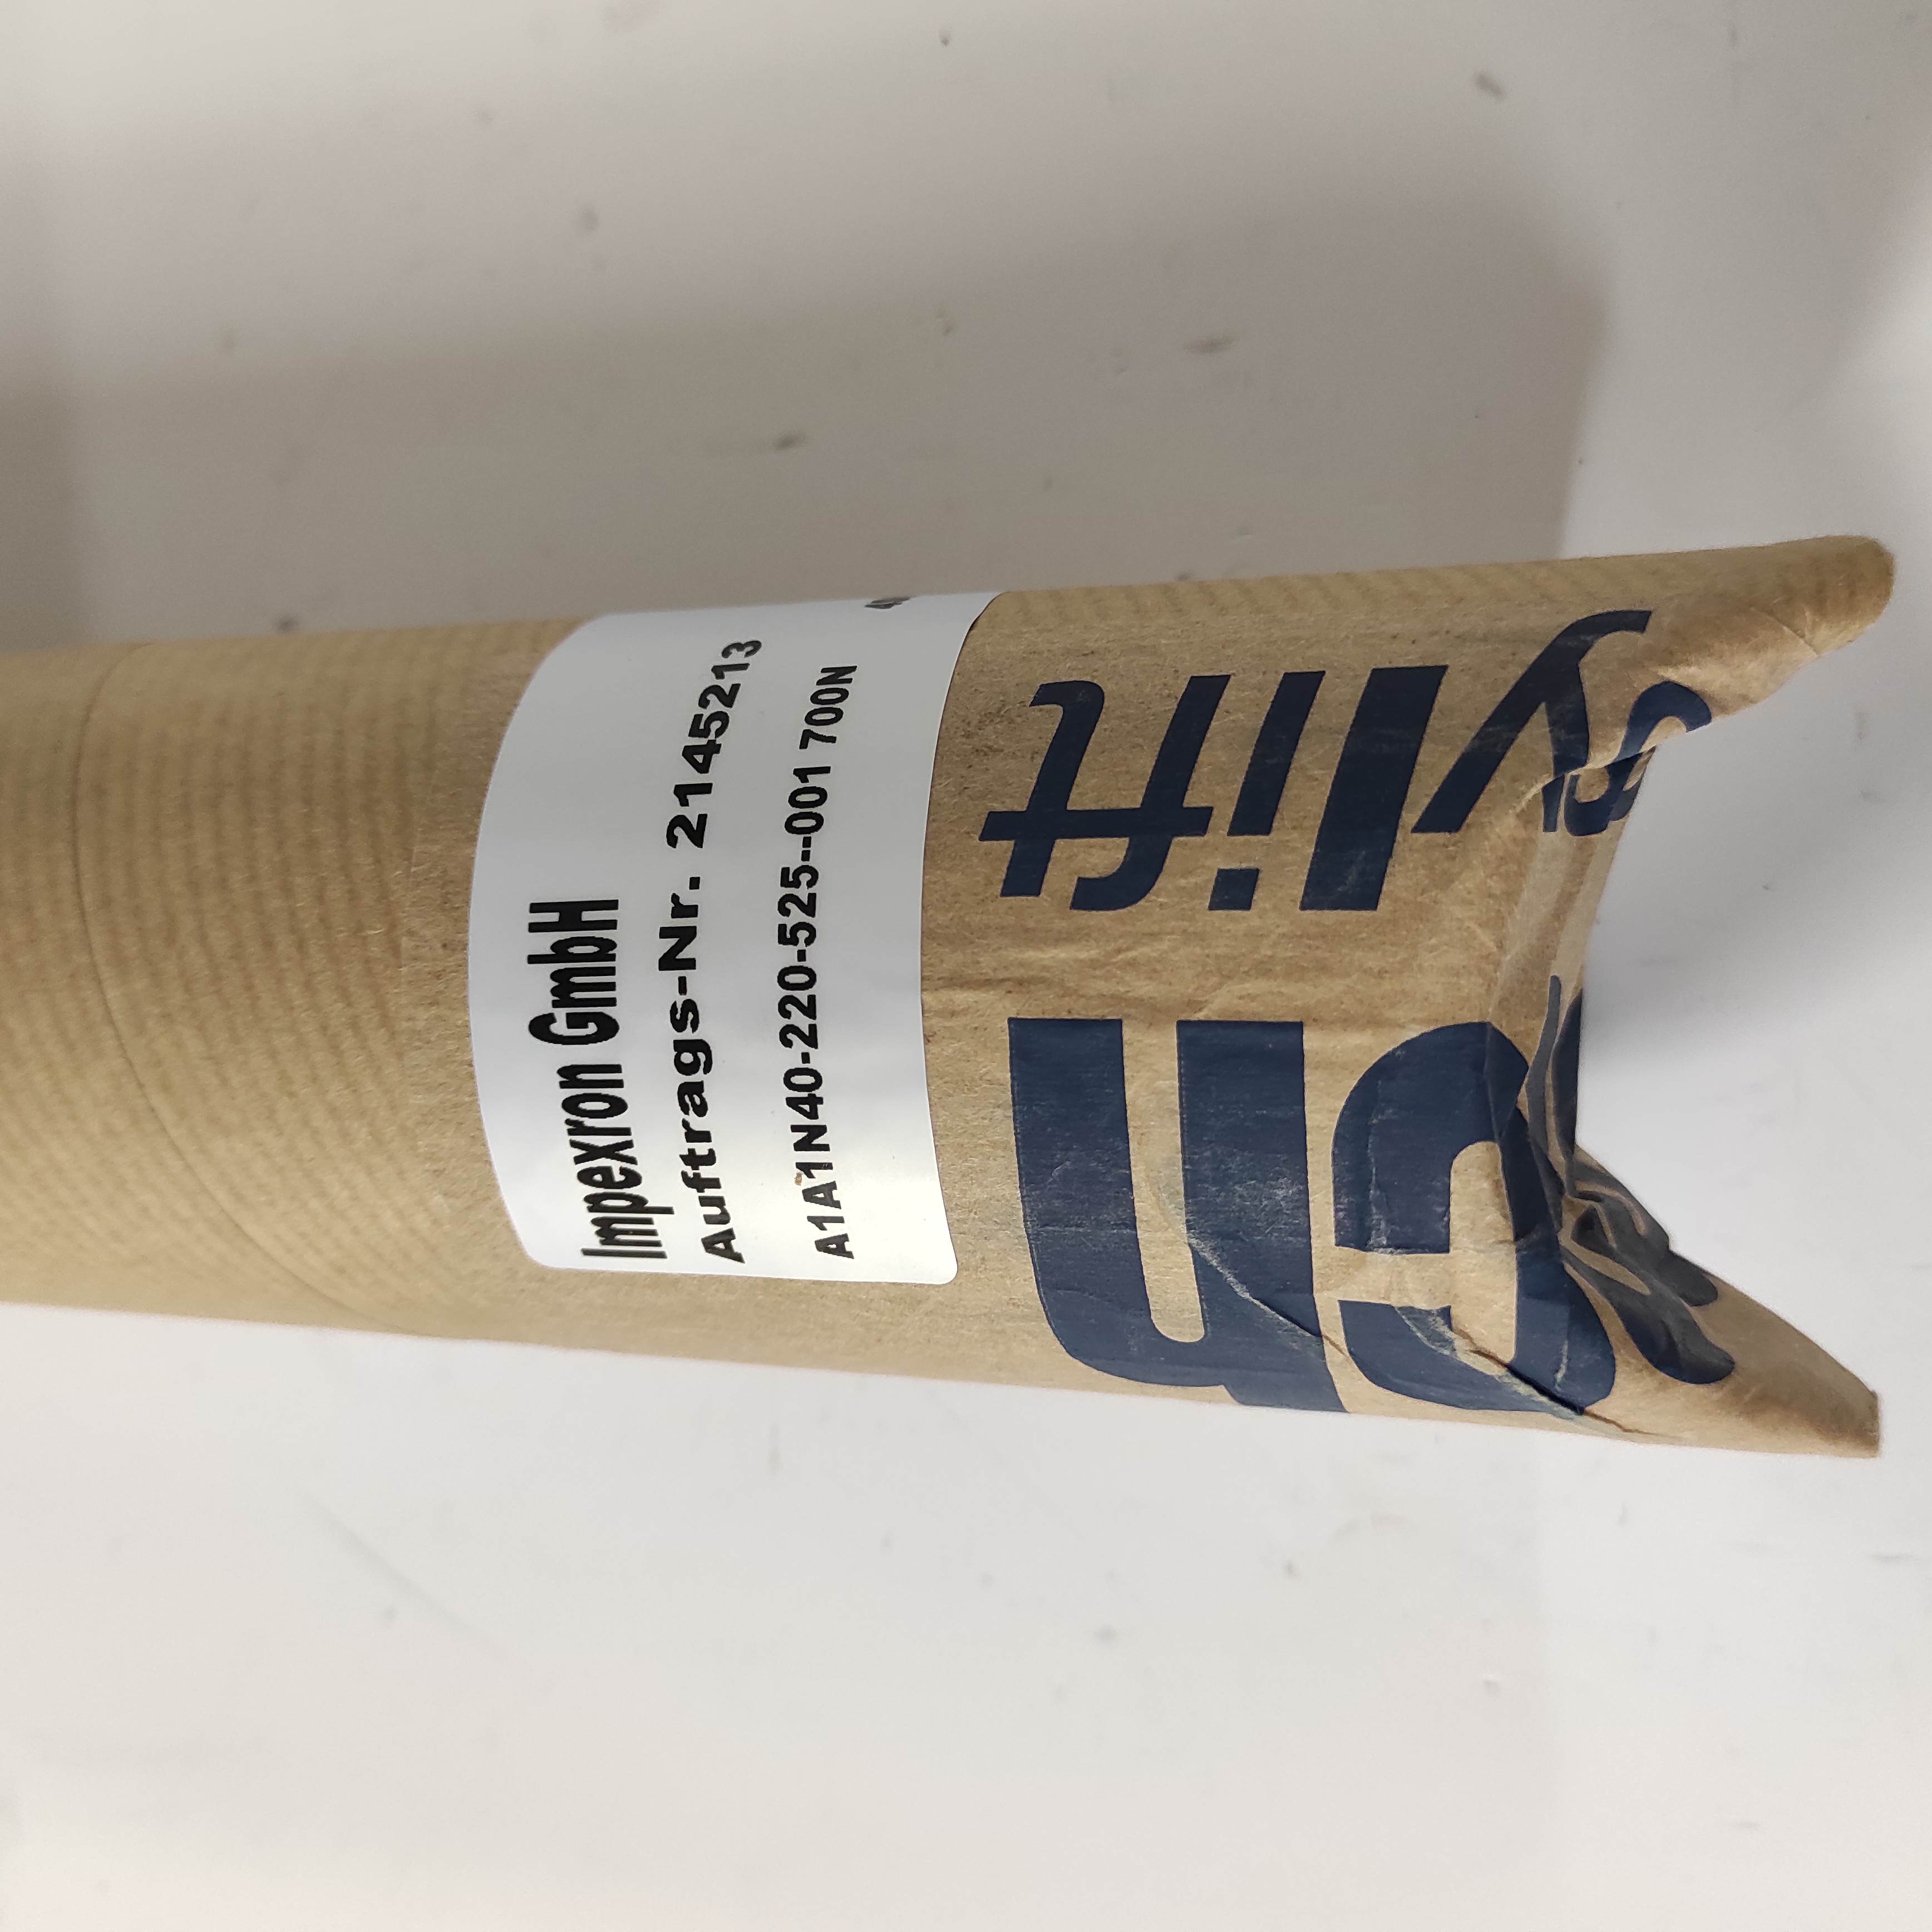 Impexron GmbH
Auftrags-Nr. 2145213
A1A1N40-220-525--001 700N
lift